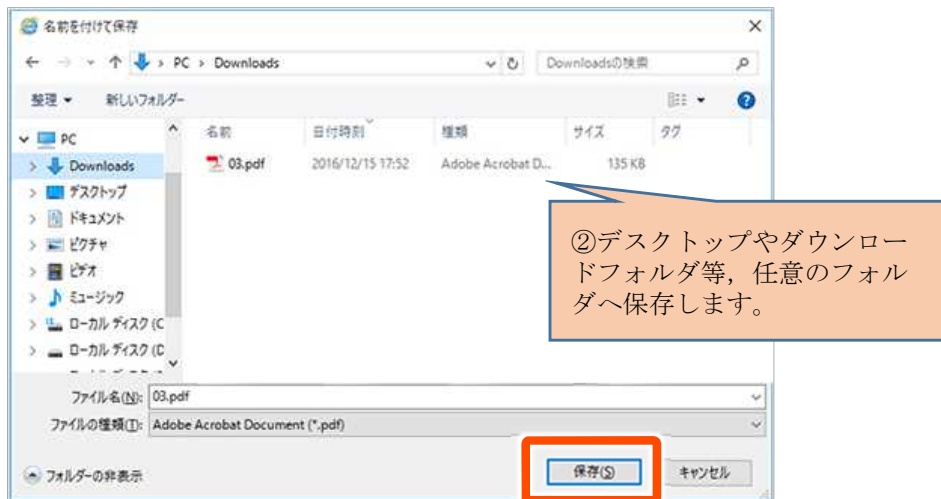 名前を付けて保存
PC > Downloads
Downloadsの検索
整理
新しいフォルダー
名前 日付時刻 種類 サイズ タグ
03.pdf 2016/12/15 17:52 Adobe Acrobat D... 135 KB
PC
Downloads
デスクトップ
ドキュメント
ピクチャ
ビデオ
ミュージック
ローカル ディスク (C
ローカル ディスク (D
②デスクトップやダウンロー
ドフォルダ等，任意のフォル
ダへ保存します。
ファイル名(N): 03.pdf
ファイルの種類(T): Adobe Acrobat Document (*.pdf)
フォルダーの非表示
保存(S)
キャンセル